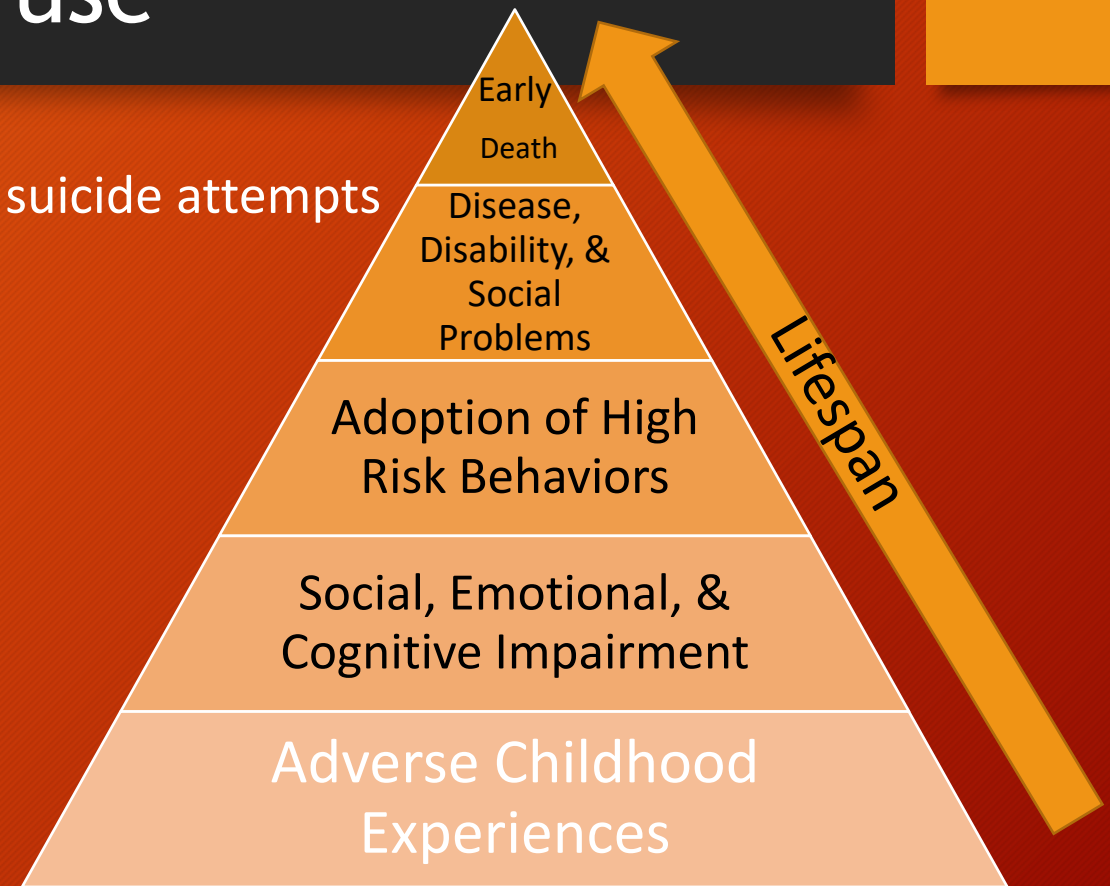 use
Early
Death
suicide attempts
Disease,
Disability, &
Social
Problems
Adoption of High
Risk Behaviors
Lifespan
Social, Emotional, &
Cognitive Impairment
Adverse Childhood
Experiences